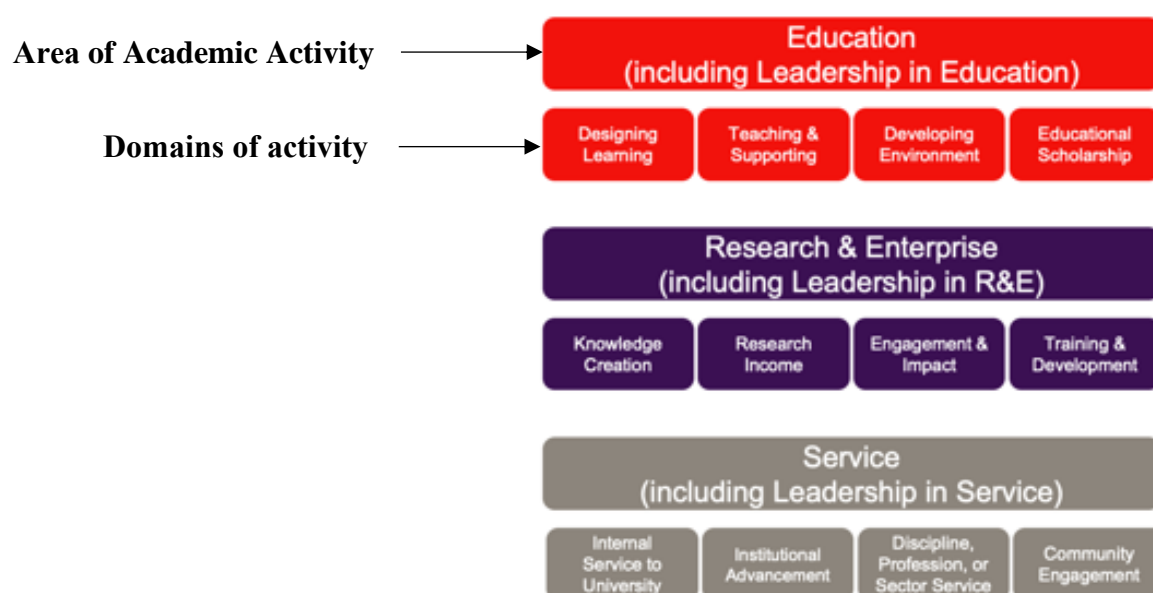 Area of Academic Activity
Education
(including Leadership in Education)
Domains of activity
Designing
Learning
Teaching &
Supporting
Developing
Environment
Educational
Scholarship
Research & Enterprise
(including Leadership in R&E)
Knowledge
Creation
Research
Income
Engagement &
Impact
Training &
Development
Service
(including Leadership in Service)
Internal
Service to
University
Institutional
Advancement
Discipline,
Profession, or
Sector Service
Community
Engagement